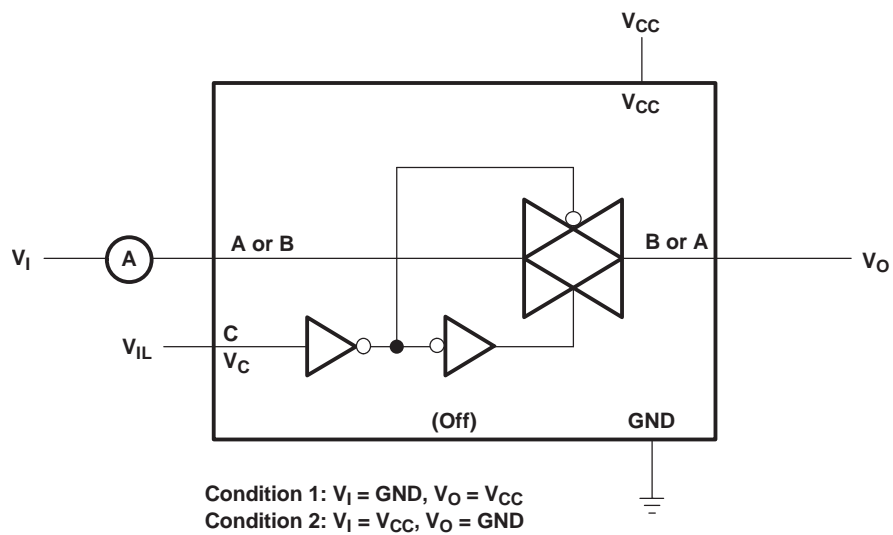 VCC
VCC
VI
A
A or B
B or A
VO
VIL
C
VC
(Off)
GND
Condition 1: VI = GND, VO = VCC
Condition 2: VI = VCC, VO = GND